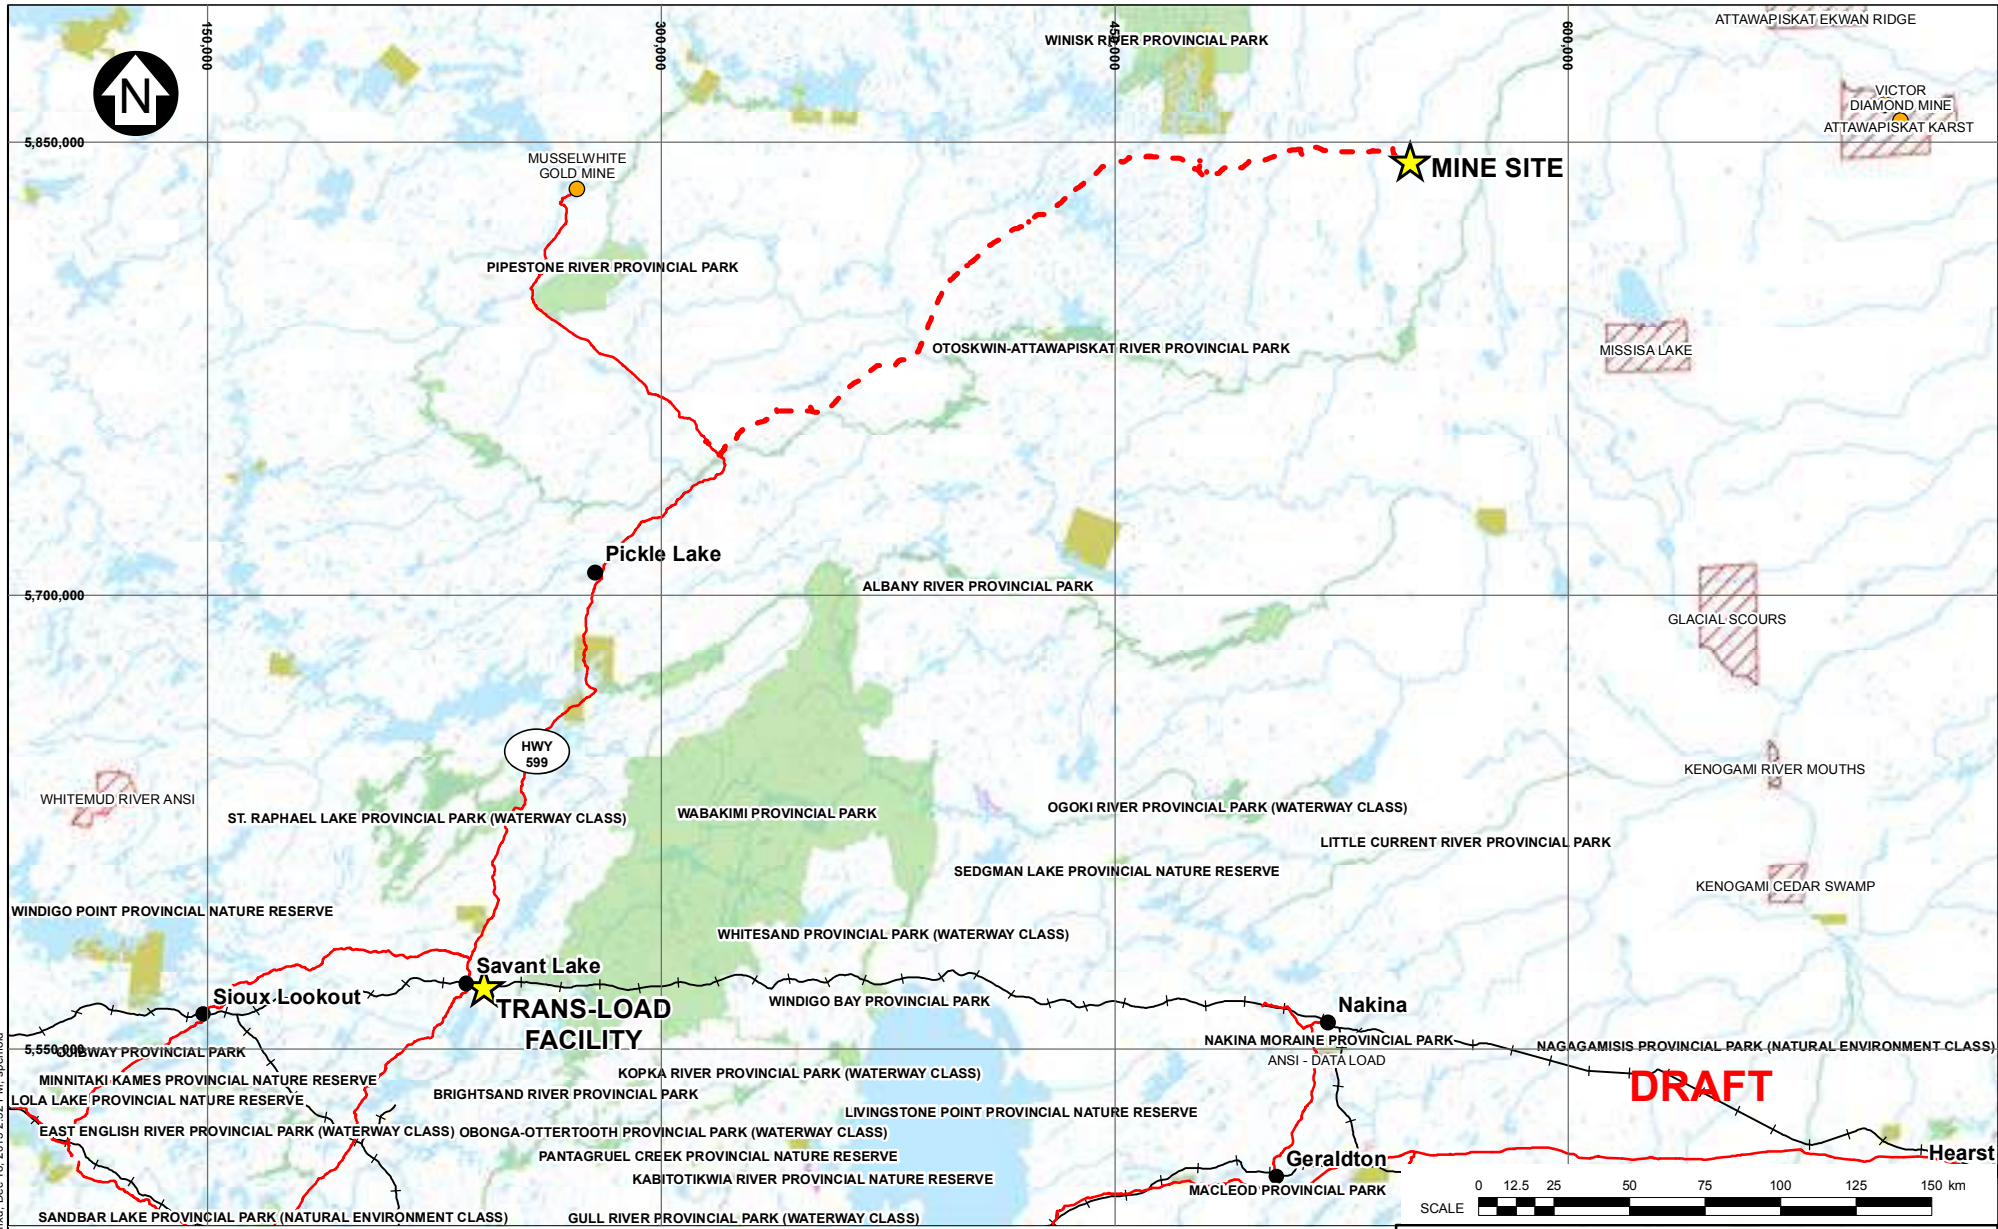 ATTAWAPISKAT EKWAN RIDGE
150,000
300,000
450,000
600,000
WINISK RIVER PROVINCIAL PARK
N
VICTOR
DIAMOND MINE
ATTAWAPISKAT KARST
5,850,000
MUSSELWHITE
GOLD MINE
MINE SITE
PIPESTONE RIVER PROVINCIAL PARK
OTOSKWIN-ATTAWAPISKAT RIVER PROVINCIAL PARK
MISSISA LAKE
Pickle Lake
ALBANY RIVER PROVINCIAL PARK
5,700,000
GLACIAL SCOURS
HWY
599
KENOGAMI RIVER MOUTHS
WHITEMUD RIVER ANSI
ST. RAPHAEL LAKE PROVINCIAL PARK (WATERWAY CLASS)
WABAKIMI PROVINCIAL PARK
OGOKI RIVER PROVINCIAL PARK (WATERWAY CLASS)
LITTLE CURRENT RIVER PROVINCIAL PARK
SEDGMAN LAKE PROVINCIAL NATURE RESERVE
KENOGAMI CEDAR SWAMP
WINDIGO POINT PROVINCIAL NATURE RESERVE
WHITESAND PROVINCIAL PARK (WATERWAY CLASS)
Savant Lake
Sioux Lookout
TRANS-LOAD
FACILITY
WINDIGO BAY PROVINCIAL PARK
Nakina
NAKINA MORAINE PROVINCIAL PARK
NAGAGAMISIS PROVINCIAL PARK (NATURAL ENVIRONMENT CLASS)
5,550,000
OJIBWAY PROVINCIAL PARK
ANSI - DATA LOAD
KOPKA RIVER PROVINCIAL PARK (WATERWAY CLASS)
MINNITAKI KAMES PROVINCIAL NATURE RESERVE
DRAFT
BRIGHTSAND RIVER PROVINCIAL PARK
LOLA LAKE PROVINCIAL NATURE RESERVE
LIVINGSTONE POINT PROVINCIAL NATURE RESERVE
EAST ENGLISH RIVER PROVINCIAL PARK (WATERWAY CLASS)
OBONGA-OTTERTOOTH PROVINCIAL PARK (WATERWAY CLASS)
PANTAGRUEL CREEK PROVINCIAL NATURE RESERVE
Hearst
Geraldton
KABITOTIKWIA RIVER PROVINCIAL NATURE RESERVE
MACLEOD PROVINCIAL PARK
SANDBAR LAKE PROVINCIAL PARK (NATURAL ENVIRONMENT CLASS)
GULL RIVER PROVINCIAL PARK (WATERWAY CLASS)
0 12.5 25 50 75 100 125 150 km
SCALE